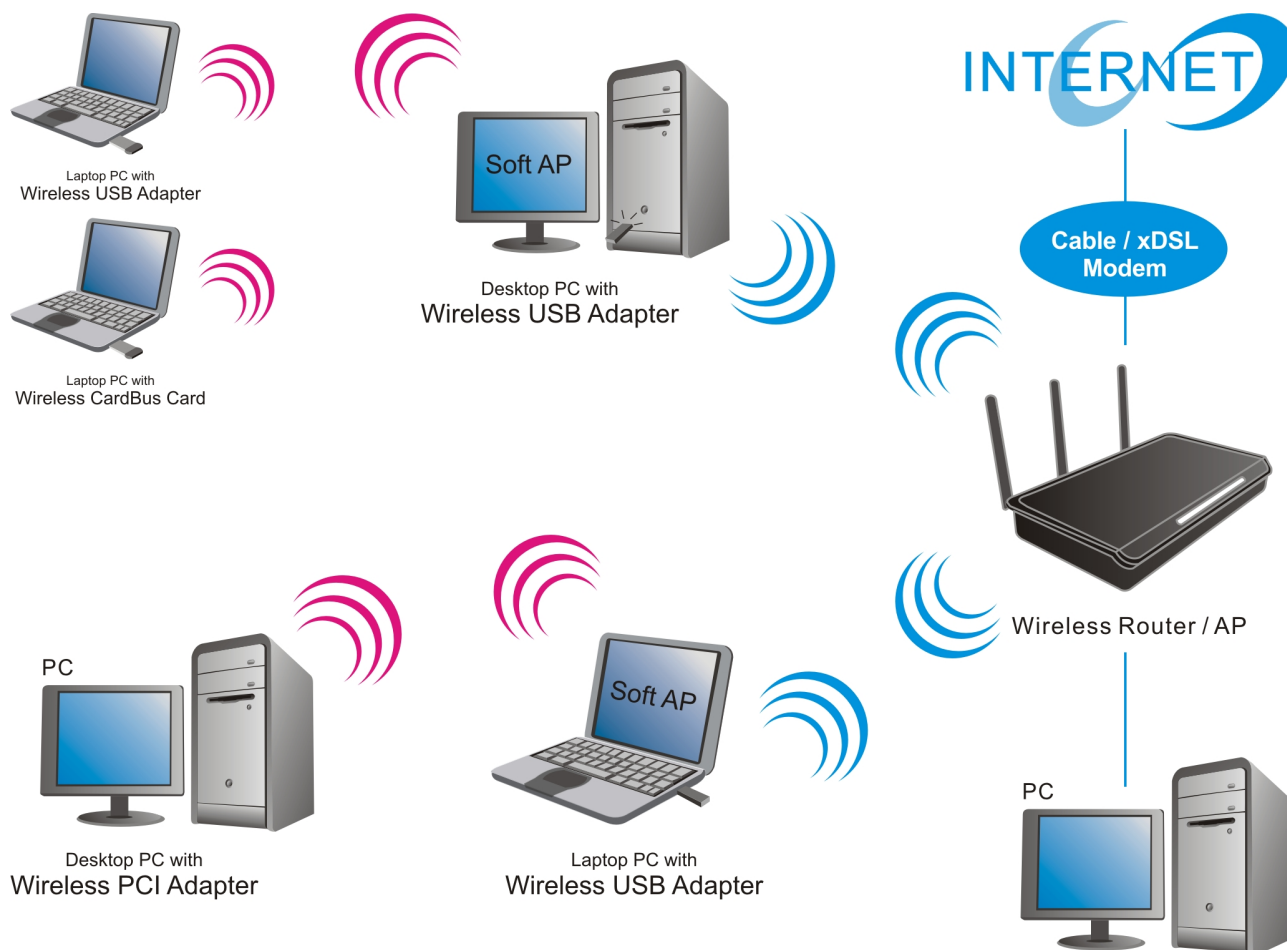 INTERNET
Soft AP
Laptop PC with
Wireless USB Adapter
Cable / xDSL
Modem
Desktop PC with
Wireless USB Adapter
Laptop PC with
Wireless CardBus Card
Wireless Router / AP
PC
Soft AP
PC
Desktop PC with
Wireless PCI Adapter
Laptop PC with
Wireless USB Adapter